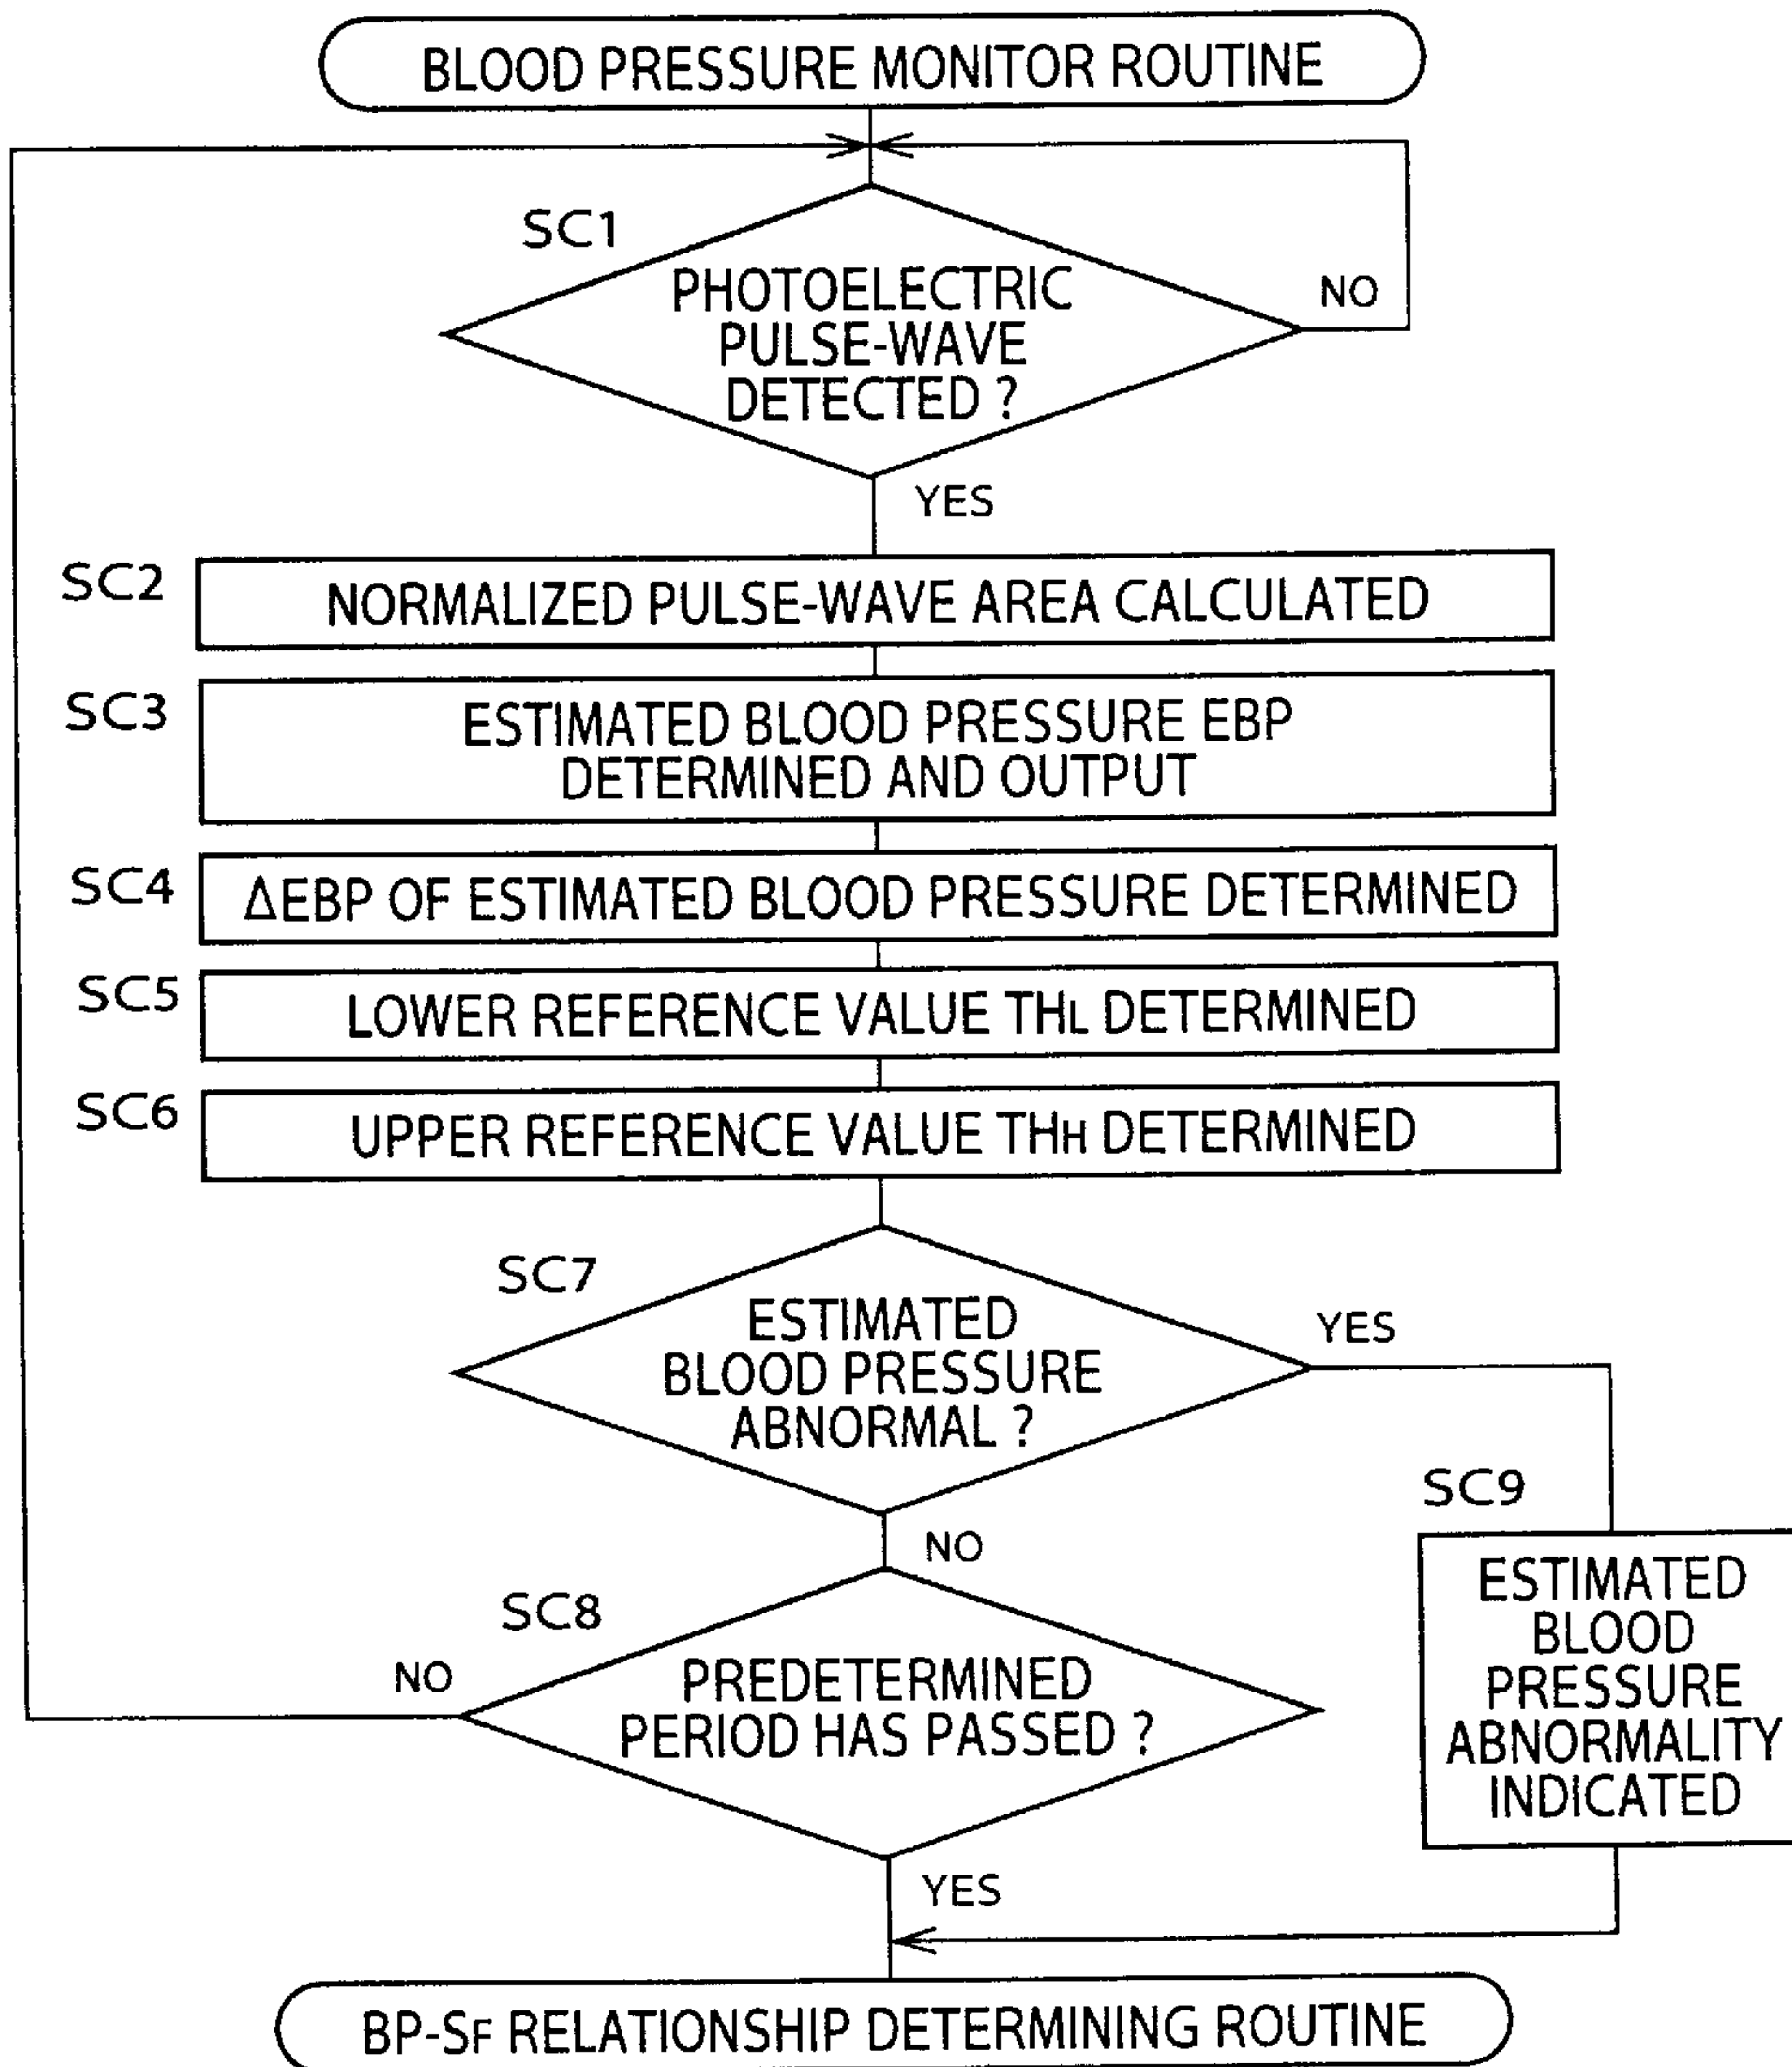 BLOOD PRESSURE MONITOR ROUTINE
SC1
PHOTOELECTRIC
PULSE-WAVE
DETECTED ?
NO
YES
SC2
NORMALIZED PULSE-WAVE AREA CALCULATED
SC3
ESTIMATED BLOOD PRESSURE EBP
DETERMINED AND OUTPUT
SC4
ΔEBP OF ESTIMATED BLOOD PRESSURE DETERMINED
SC5
LOWER REFERENCE VALUE THL DETERMINED
SC6
UPPER REFERENCE VALUE THH DETERMINED
SC7
ESTIMATED
BLOOD PRESSURE
ABNORMAL ?
YES
NO
SC8
PREDETERMINED
PERIOD HAS PASSED ?
NO
YES
SC9
ESTIMATED
BLOOD
PRESSURE
ABNORMALITY
INDICATED
BP-SF RELATIONSHIP DETERMINING ROUTINE